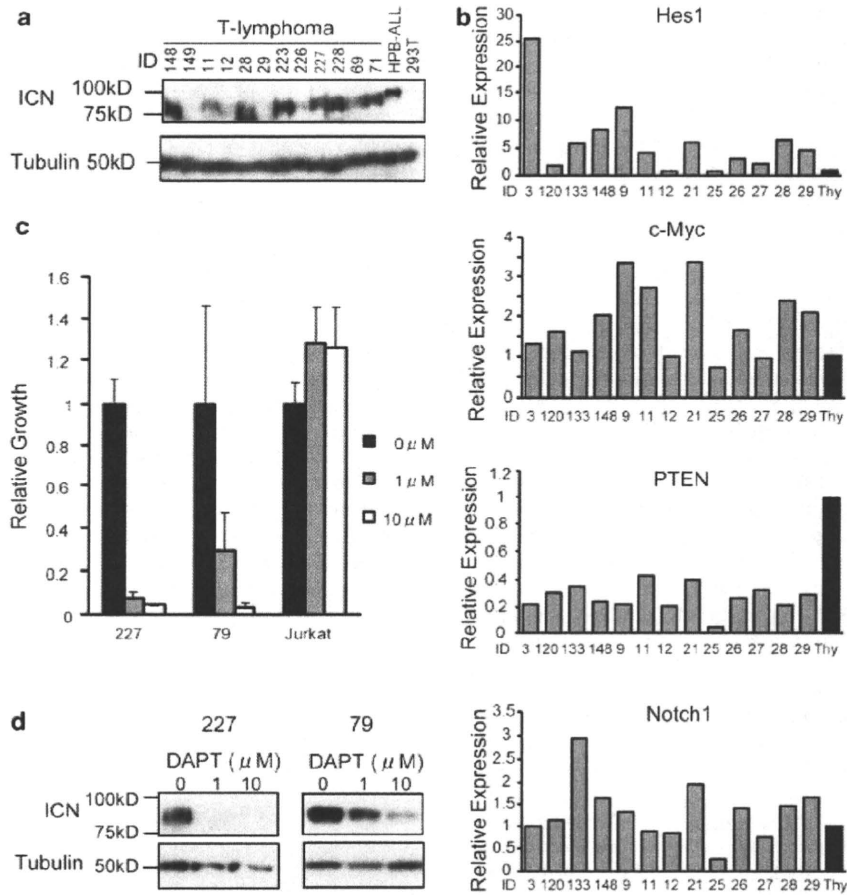 a
T-lymphoma
ID 148 149 11 12 28 29 223 226 227 228 69 71 HPB-ALL 293T
ICN 100kD
75kD
Tubulin 50kD
b
Hes1
Relative Expression
30
25
20
15
10
5
0
ID 3 120 133 148 9 11 12 21 25 26 27 28 29 Thy
c-Myc
Relative Expression
4
3
2
1
0
ID 3 120 133 148 9 11 12 21 25 26 27 28 29 Thy
PTEN
Relative Expression
1.2
1
0.8
0.6
0.4
0.2
0
ID 3 120 133 148 9 11 12 21 25 26 27 28 29 Thy
Notch1
Relative Expression
3.5
3
2.5
2
1.5
1
0.5
0
ID 3 120 133 148 9 11 12 21 25 26 27 28 29 Thy
c
Relative Growth
1.6
1.4
1.2
1
0.8
0.6
0.4
0.2
0
227 79 Jurkat
0 μM
1 μM
10 μM
d
227 79
DAPT (μM) DAPT (μM)
0 1 10 0 1 10
ICN 100kD
75kD
Tubulin 50kD